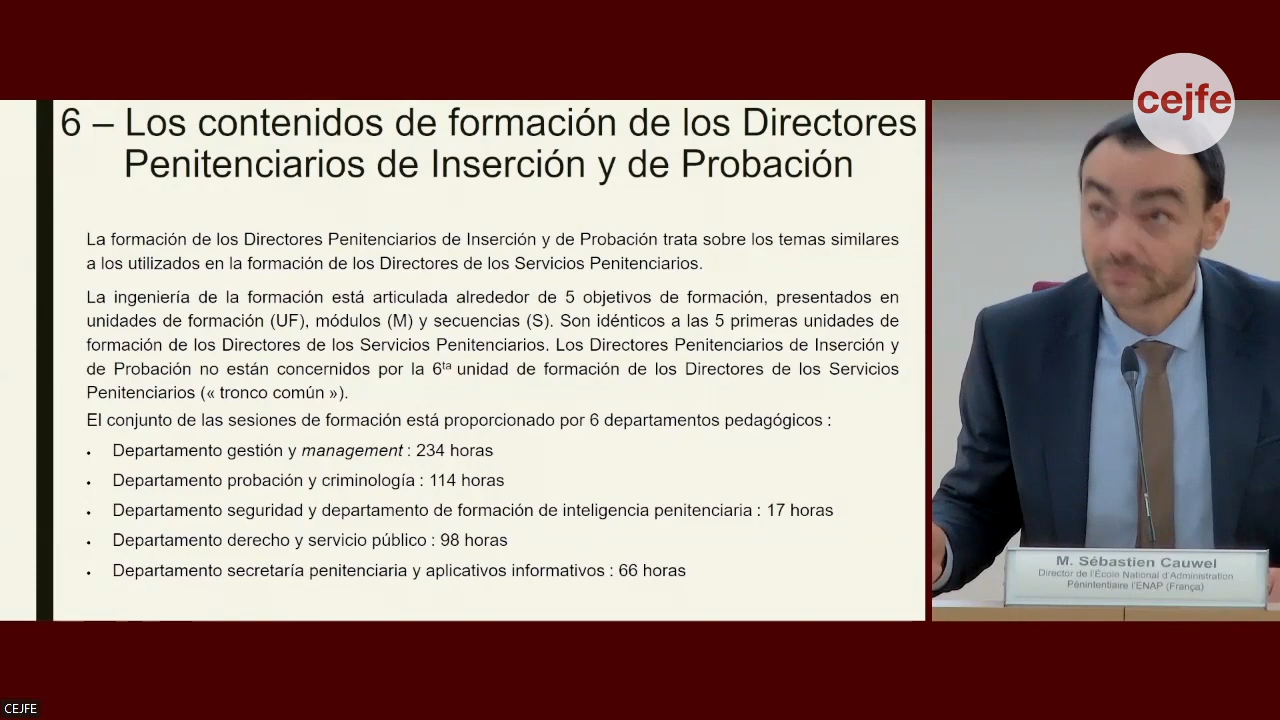 cejfe
6 – Los contenidos de formación de los Directores
Penitenciarios de Inserción y de Probación
La formación de los Directores Penitenciarios de Inserción y de Probación trata sobre los temas similares
a los utilizados en la formación de los Directores de los Servicios Penitenciarios.
La ingeniería de la formación está articulada alrededor de 5 objetivos de formación, presentados en
unidades de formación (UF), módulos (M) y secuencias (S). Son idénticos a las 5 primeras unidades de
formación de los Directores de los Servicios Penitenciarios. Los Directores Penitenciarios de Inserción y
de Probación no están concernidos por la 6ta unidad de formación de los Directores de los Servicios
Penitenciarios (« tronco común »).
El conjunto de las sesiones de formación está proporcionado por 6 departamentos pedagógicos :
• Departamento gestión y management : 234 horas
• Departamento probación y criminología : 114 horas
• Departamento seguridad y departamento de formación de inteligencia penitenciaria : 17 horas
• Departamento derecho y servicio público : 98 horas
• Departamento secretaría penitenciaria y aplicativos informativos : 66 horas
M. Sébastien Cauwel
Director de l'École National d'Administration
Pénintentiaire l'ENAP (França)
CEJFE